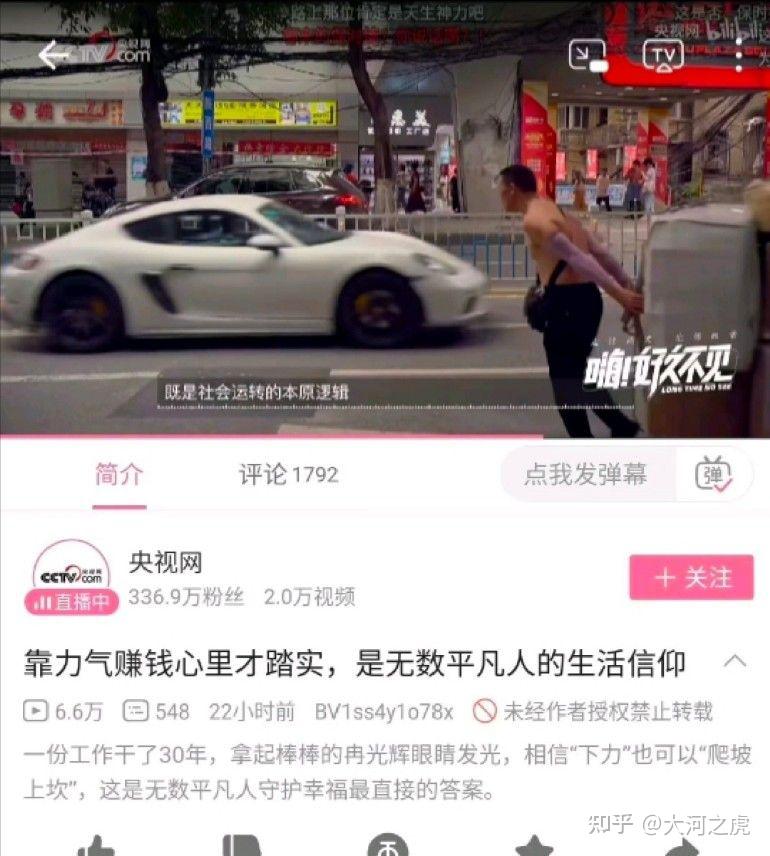 路上那位肯定是天生神力吧
央视网
CCTV.com 央视网
TV
既是社会运转的本原逻辑
嗨!好久不见
LONG TIME NO SEE
简介
评论 1792
点我发弹幕
弹
CCTV.com 央视网
直播中
央视网
336.9万粉丝 2.0万视频
+ 关注
靠力气赚钱心里才踏实，是无数平凡人的生活信仰
6.6万 548 22小时前 BV1ss4y1o78x 未经作者授权禁止转载
一份工作干了30年，拿起棒棒的冉光辉眼睛发光，相信“下力”也可以“爬坡
上坎”，这是无数平凡人守护幸福最直接的答案。
知乎 @大河之虎